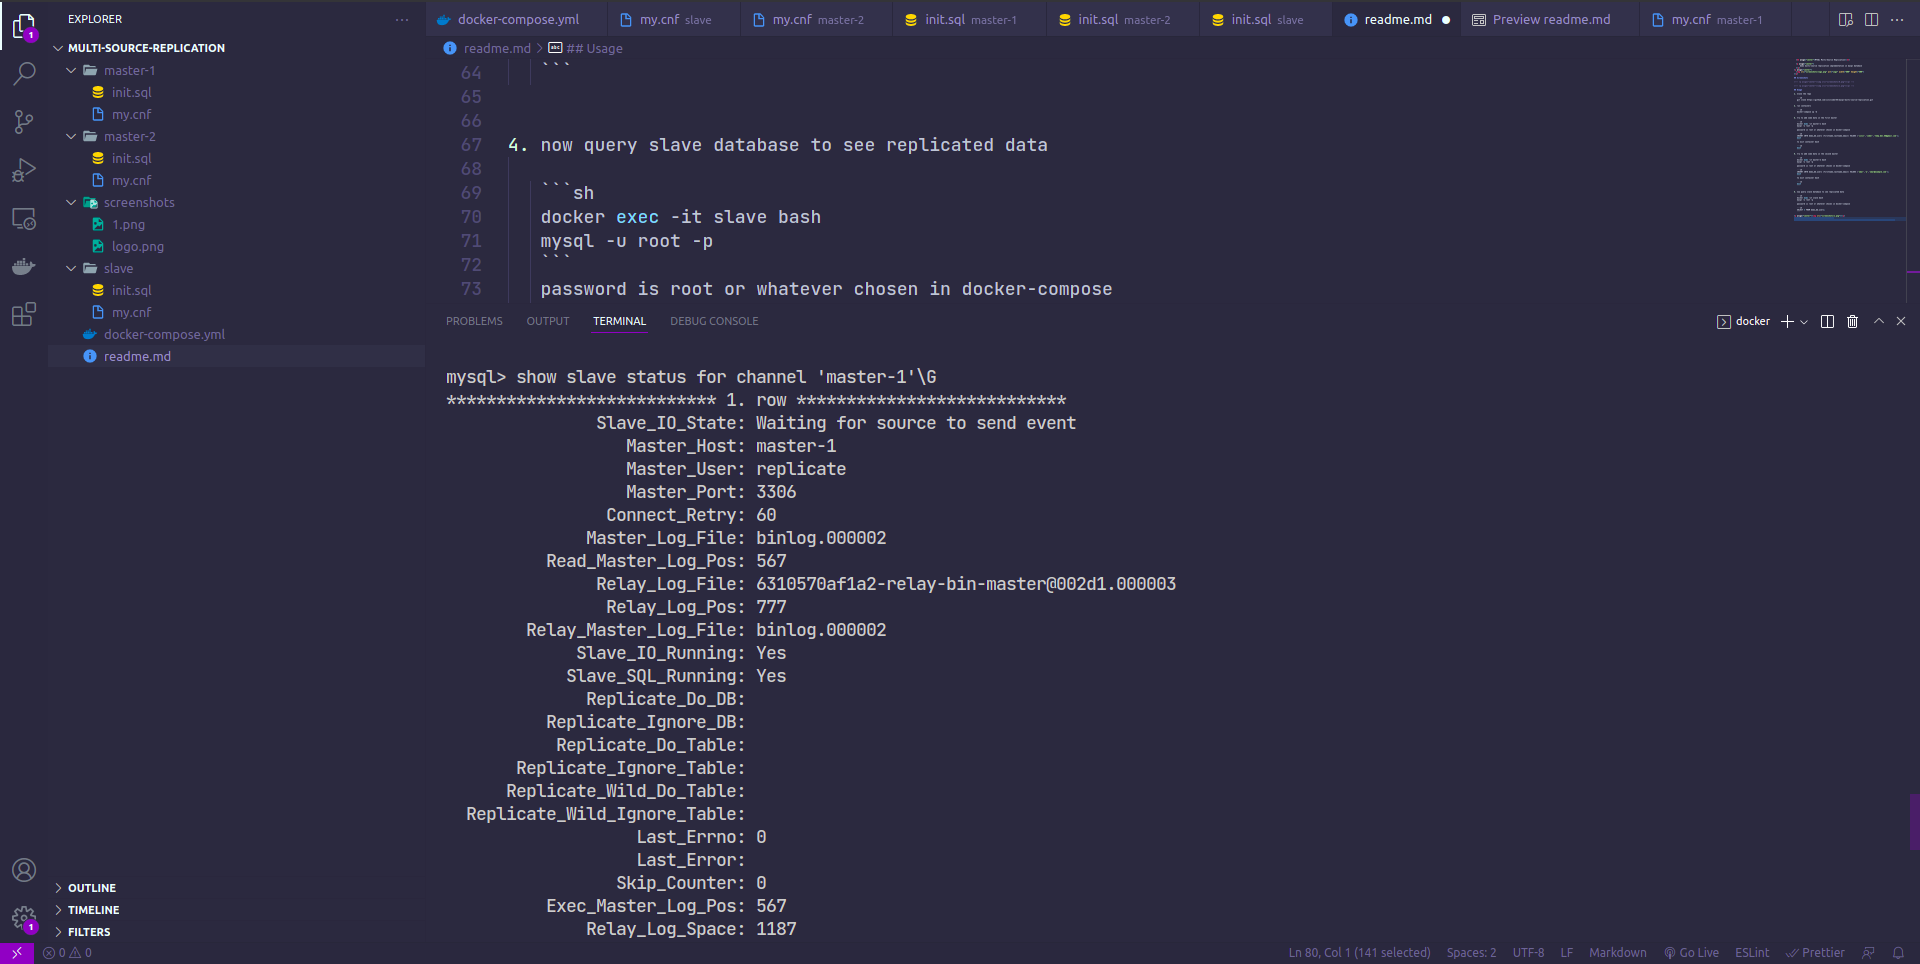 EXPLORER
MULTI-SOURCE-REPLICATION
master-1
init.sql
my.cnf
master-2
init.sql
my.cnf
screenshots
1.png
logo.png
slave
init.sql
my.cnf
docker-compose.yml
readme.md
OUTLINE
TIMELINE
FILTERS
1
1
docker-compose.yml
my.cnf slave
my.cnf master-2
init.sql master-1
init.sql master-2
init.sql slave
readme.md
Preview readme.md
my.cnf master-1
readme.md > ## Usage
64 ```
65
66
67 4. now query slave database to see replicated data
68
69 ```sh
70 docker exec -it slave bash
71 mysql -u root -p
72 ```
73 password is root or whatever chosen in docker-compose
PROBLEMS OUTPUT TERMINAL DEBUG CONSOLE
docker
mysql> show slave status for channel 'master-1'\G
*************************** 1. row ***************************
Slave_IO_State: Waiting for source to send event
Master_Host: master-1
Master_User: replicate
Master_Port: 3306
Connect_Retry: 60
Master_Log_File: binlog.000002
Read_Master_Log_Pos: 567
Relay_Log_File: 6310570af1a2-relay-bin-master@002d1.000003
Relay_Log_Pos: 777
Relay_Master_Log_File: binlog.000002
Slave_IO_Running: Yes
Slave_SQL_Running: Yes
Replicate_Do_DB:
Replicate_Ignore_DB:
Replicate_Do_Table:
Replicate_Ignore_Table:
Replicate_Wild_Do_Table:
Replicate_Wild_Ignore_Table:
Last_Errno: 0
Last_Error:
Skip_Counter: 0
Exec_Master_Log_Pos: 567
Relay_Log_Space: 1187
0 0
Ln 80, Col 1 (141 selected) Spaces: 2 UTF-8 LF Markdown Go Live ESLint Prettier